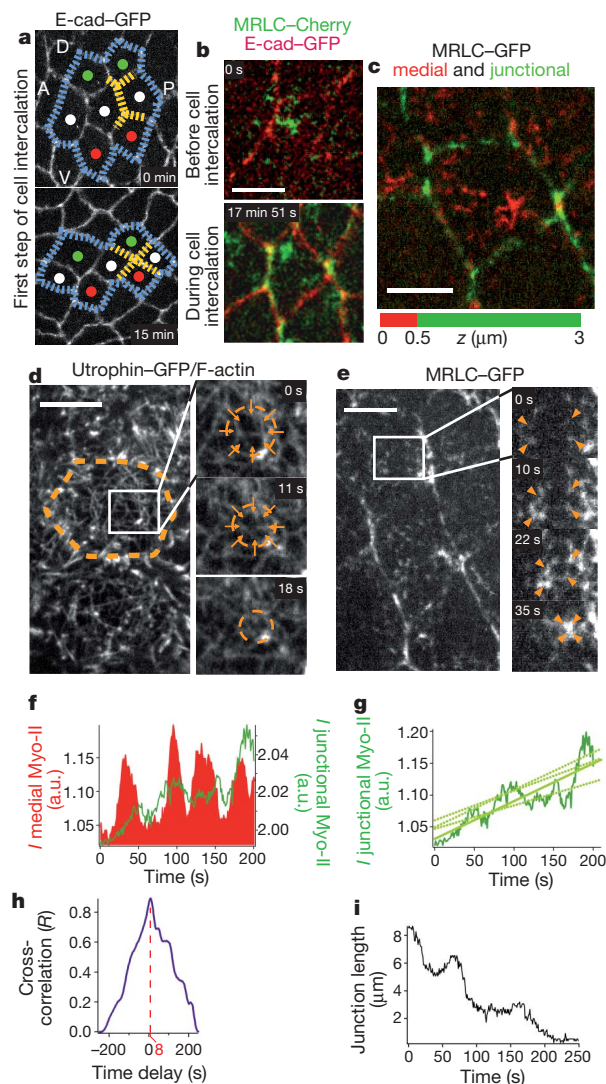 a
E-cad–GFP
First step of cell intercalation
D
A
P
V
0 min
15 min
b
MRLC–Cherry
E-cad–GFP
Before cell
intercalation
0 s
During cell
intercalation
17 min 51 s
c
MRLC–GFP
medial and junctional
0
0.5
z (μm)
3
d
Utrophin–GFP/F-actin
0 s
11 s
18 s
e
MRLC–GFP
0 s
10 s
22 s
35 s
f
I medial Myo-II
(a.u.)
1.15
1.10
1.05
2.04
2.02
2.00
I junctional Myo-II
(a.u.)
0 50 100 150 200
Time (s)
g
I junctional Myo-II
(a.u.)
1.20
1.15
1.10
1.05
0 50 100 150 200
Time (s)
h
Cross-
correlation (R)
0.8
0.6
0.4
0.2
0
–200 0 200
8
Time delay (s)
i
Junction length
(μm)
8
6
4
2
0 50 100 150 200 250
Time (s)